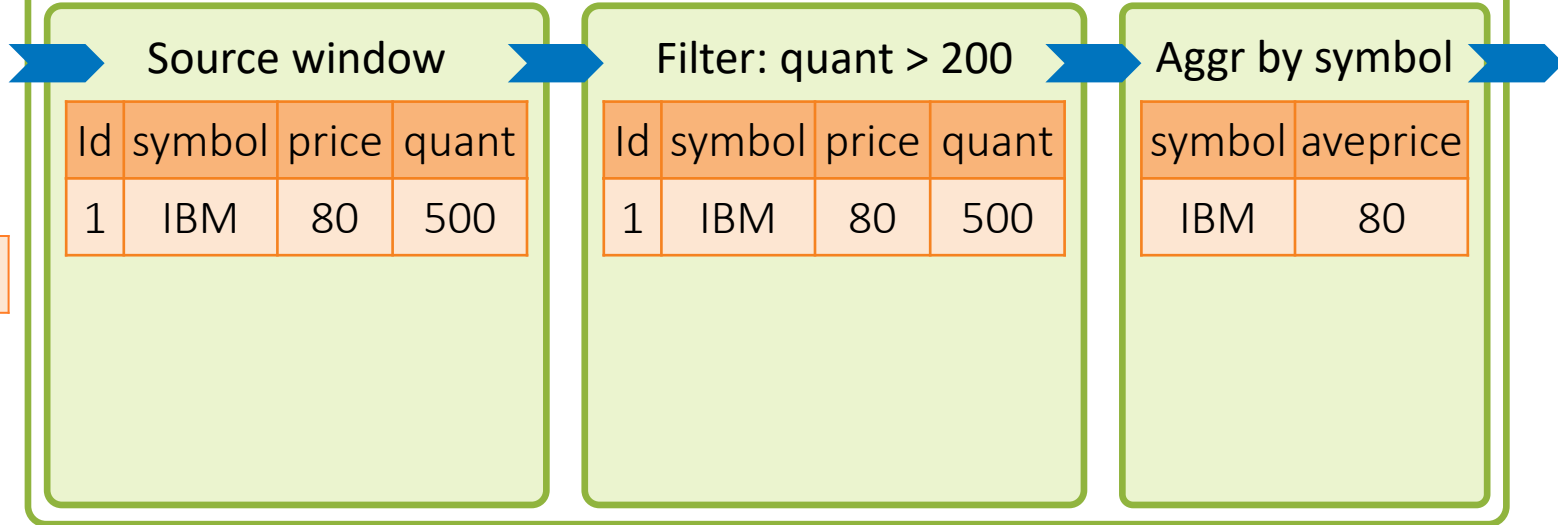 Source window
Id symbol price quant
1 IBM 80 500
Filter: quant > 200
Id symbol price quant
1 IBM 80 500
Aggr by symbol
symbol aveprice
IBM 80